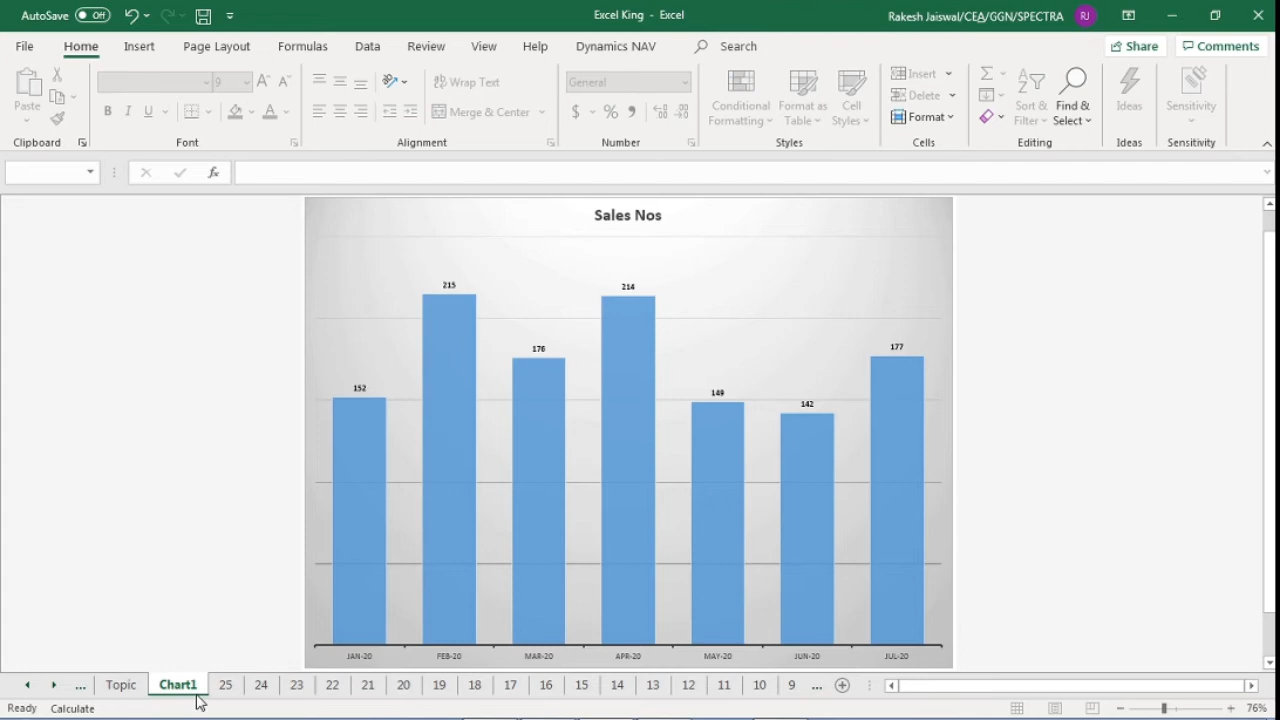 AutoSave Off
Excel King - Excel
Rakesh Jaiswal/CEA/GGN/SPECTRA RJ
File Home Insert Page Layout Formulas Data Review View Help Dynamics NAV Search Share Comments
Paste
Clipboard
9 A A
B I U A
Font
Wrap Text
Merge & Center
Alignment
General
$ % ,
Number
Conditional Formatting
Format as Table
Cell Styles
Styles
Insert
Delete
Format
Cells
Sort & Filter
Find & Select
Editing
Ideas
Ideas
Sensitivity
Sensitivity
fx
Sales Nos
152 215 176 214 149 142 177
JAN-20 FEB-20 MAR-20 APR-20 MAY-20 JUN-20 JUL-20
... Topic Chart1 25 24 23 22 21 20 19 18 17 16 15 14 13 12 11 10 9 ...
Ready Calculate 76%